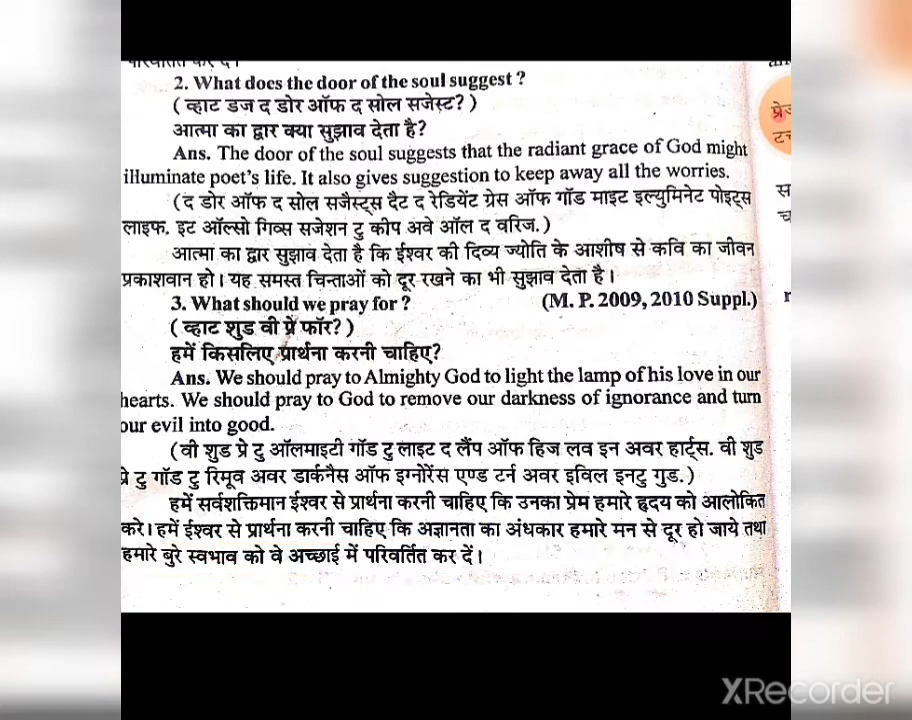 2. What does the door of the soul suggest ?
( व्हाट डज द डोर ऑफ द सोल सजेस्ट? )
आत्मा का द्वार क्या सुझाव देता है?
Ans. The door of the soul suggests that the radiant grace of God might
illuminate poet's life. It also gives suggestion to keep away all the worries.
(द डोर ऑफ द सोल सजैस्ट्स दैट द रेडियेंट ग्रेस ऑफ गॉड माइट इल्युमिनेट पोइट्स
लाइफ. इट ऑल्सो गिव्स सजेशन टु कीप अवे ऑल द वरिज.)
आत्मा का द्वार सुझाव देता है कि ईश्वर की दिव्य ज्योति के आशीष से कवि का जीवन
प्रकाशवान हो। यह समस्त चिन्ताओं को दूर रखने का भी सुझाव देता है।
3. What should we pray for ? (M. P. 2009, 2010 Suppl.)
( व्हाट शुड वी प्रे फॉर? )
हमें किसलिए प्रार्थना करनी चाहिए?
Ans. We should pray to Almighty God to light the lamp of his love in our
hearts. We should pray to God to remove our darkness of ignorance and turn
our evil into good.
(वी शुड प्रे टु ऑलमाइटी गॉड टु लाइट द लैंप ऑफ हिज लव इन अवर हार्ट्स. वी शुड
प्रे टु गॉड टु रिमूव अवर डार्कनैस ऑफ इग्नोरेंस एण्ड टर्न अवर इविल इनटु गुड.)
हमें सर्वशक्तिमान ईश्वर से प्रार्थना करनी चाहिए कि उनका प्रेम हमारे हृदय को आलोकित
करे। हमें ईश्वर से प्रार्थना करनी चाहिए कि अज्ञानता का अंधकार हमारे मन से दूर हो जाये तथा
हमारे बुरे स्वभाव को वे अच्छाई में परिवर्तित कर दें।
XRecorder